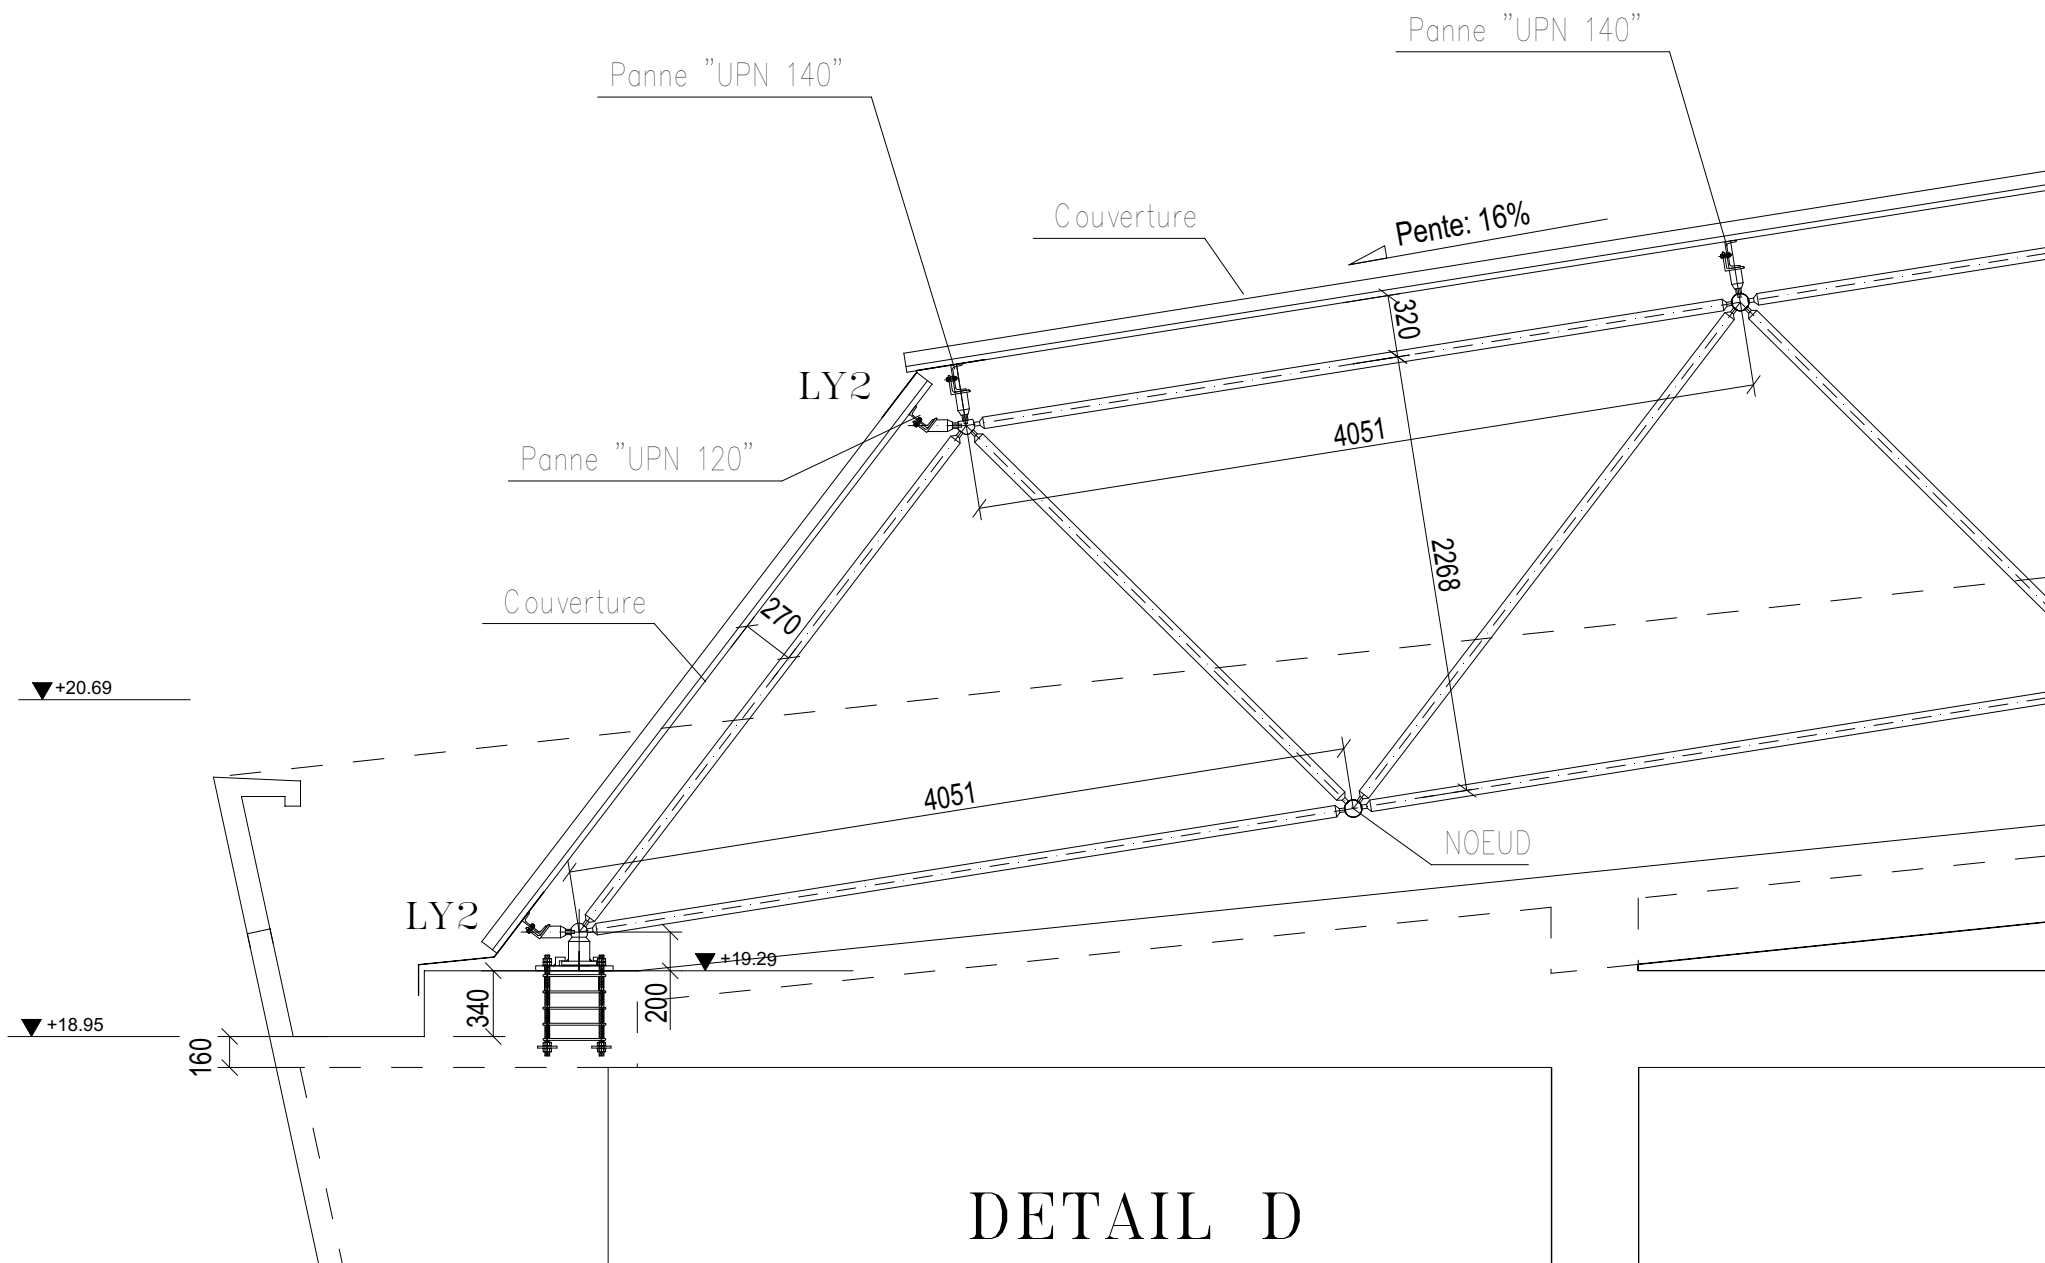 Panne "UPN 140"
Panne "UPN 140"
Couverture
Pente: 16%
320
LY2
4051
Panne "UPN 120"
2268
Couverture
270
+20.69
4051
NOEUD
LY2
+19.29
340
200
+18.95
160
DETAIL D